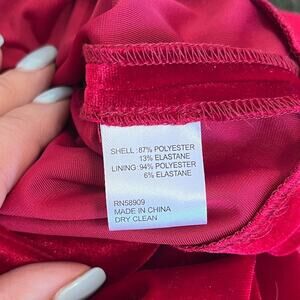 SHELL : 87% POLYESTER
13% ELASTANE
LINING : 94% POLYESTER
6% ELASTANE
RN58909
MADE IN CHINA
DRY CLEAN